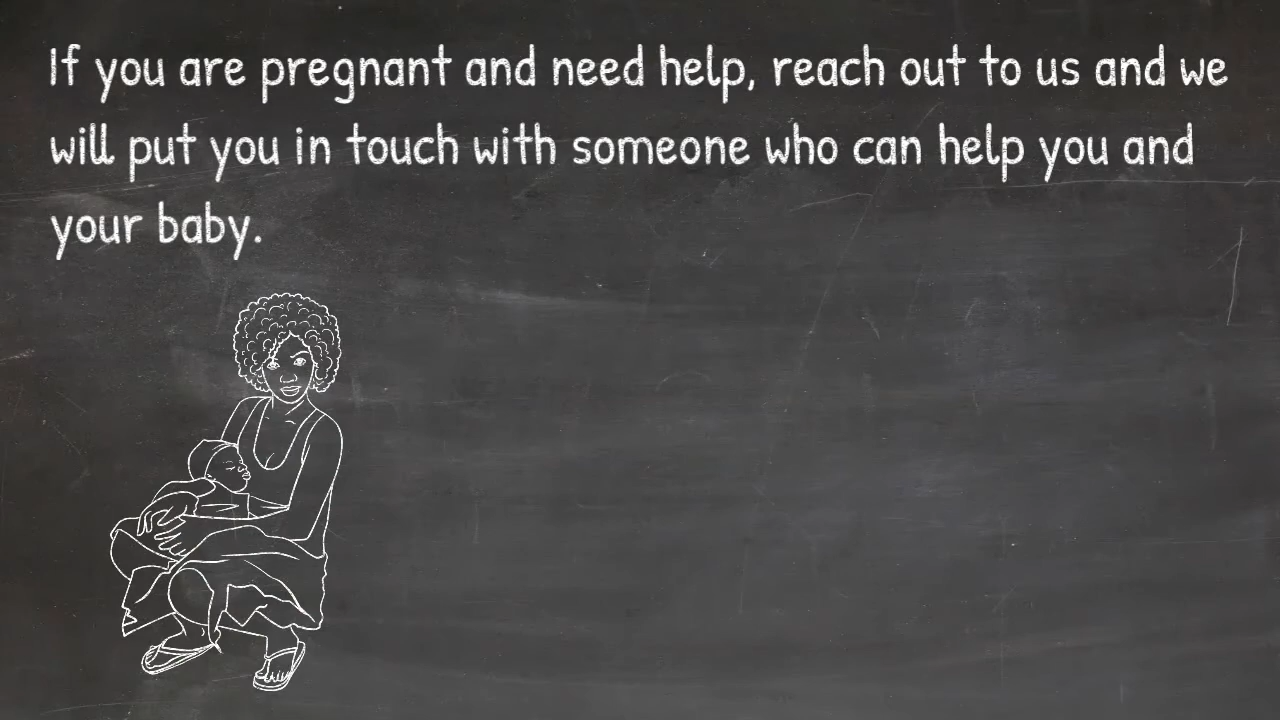 If you are pregnant and need help, reach out to us and we
will put you in touch with someone who can help you and
your baby.